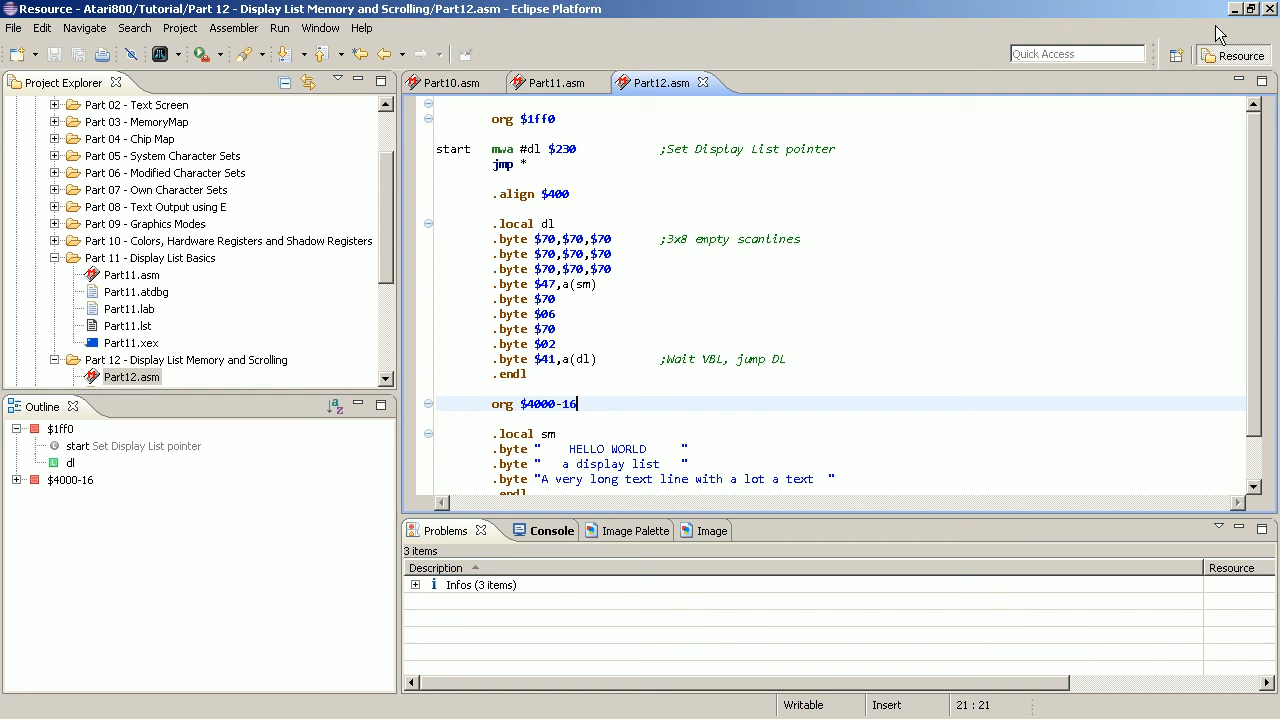 Resource - Atari800/Tutorial/Part 12 - Display List Memory and Scrolling/Part12.asm - Eclipse Platform
File Edit Navigate Search Project Assembler Run Window Help
Quick Access
Resource
Project Explorer
Part 02 - Text Screen
Part 03 - MemoryMap
Part 04 - Chip Map
Part 05 - System Character Sets
Part 06 - Modified Character Sets
Part 07 - Own Character Sets
Part 08 - Text Output using E
Part 09 - Graphics Modes
Part 10 - Colors, Hardware Registers and Shadow Registers
Part 11 - Display List Basics
Part11.asm
Part11.atdbg
Part11.lab
Part11.lst
Part11.xex
Part 12 - Display List Memory and Scrolling
Part12.asm
Outline
$1ff0
start Set Display List pointer
dl
$4000-16
Part10.asm Part11.asm Part12.asm
org $1ff0
start mwa #dl $230 ;Set Display List pointer
jmp *
.align $400
.local dl
.byte $70,$70,$70 ;3x8 empty scanlines
.byte $70,$70,$70
.byte $70,$70,$70
.byte $47,a(sm)
.byte $70
.byte $06
.byte $70
.byte $02
.byte $41,a(dl) ;Wait VBL, jump DL
.endl
org $4000-16
.local sm
.byte "    HELLO WORLD     "
.byte "   a display list   "
.byte "A very long text line with a lot a text  "
.endl
Problems Console Image Palette Image
3 items
Description Resource
i Infos (3 items)
Writable Insert 21 : 21